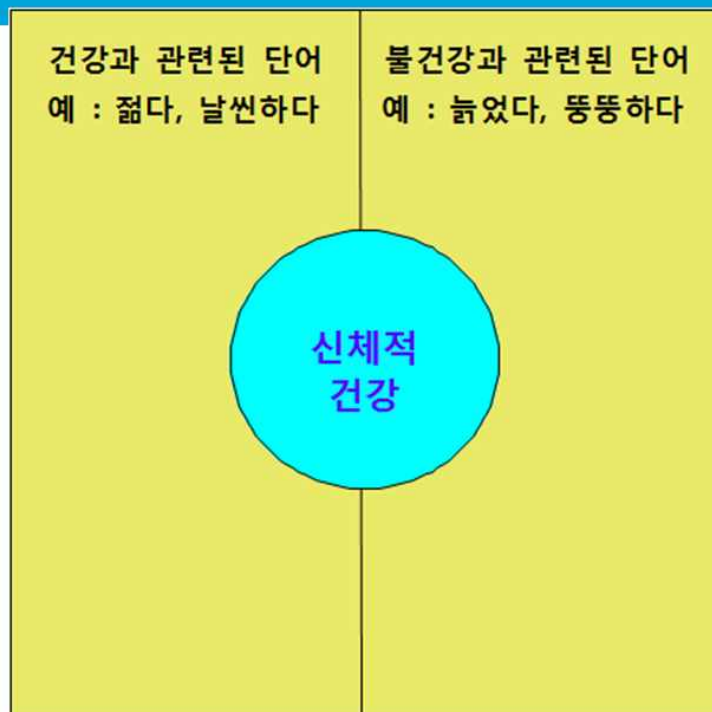 건강과 관련된 단어
예 : 젊다, 날씬하다
불건강과 관련된 단어
예 : 늙었다, 뚱뚱하다
신체적
건강